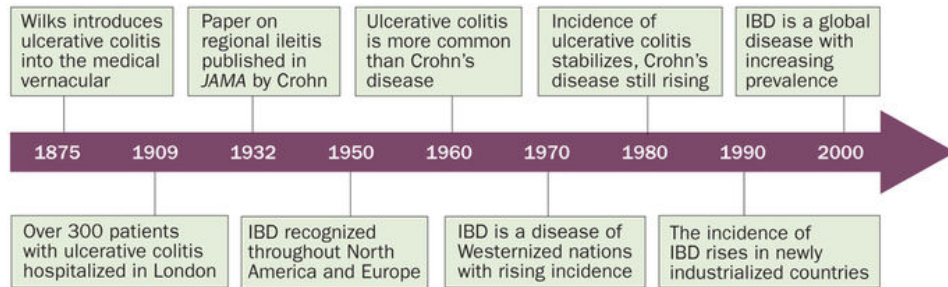 Wilks introduces
ulcerative colitis
into the medical
vernacular
Paper on
regional ileitis
published in
JAMA by Crohn
Ulcerative colitis
is more common
than Crohn's
disease
Incidence of
ulcerative colitis
stabilizes, Crohn's
disease still rising
IBD is a global
disease with
increasing
prevalence
1875 1909 1932 1950 1960 1970 1980 1990 2000
Over 300 patients
with ulcerative colitis
hospitalized in London
IBD recognized
throughout North
America and Europe
IBD is a disease of
Westernized nations
with rising incidence
The incidence of
IBD rises in newly
industrialized countries